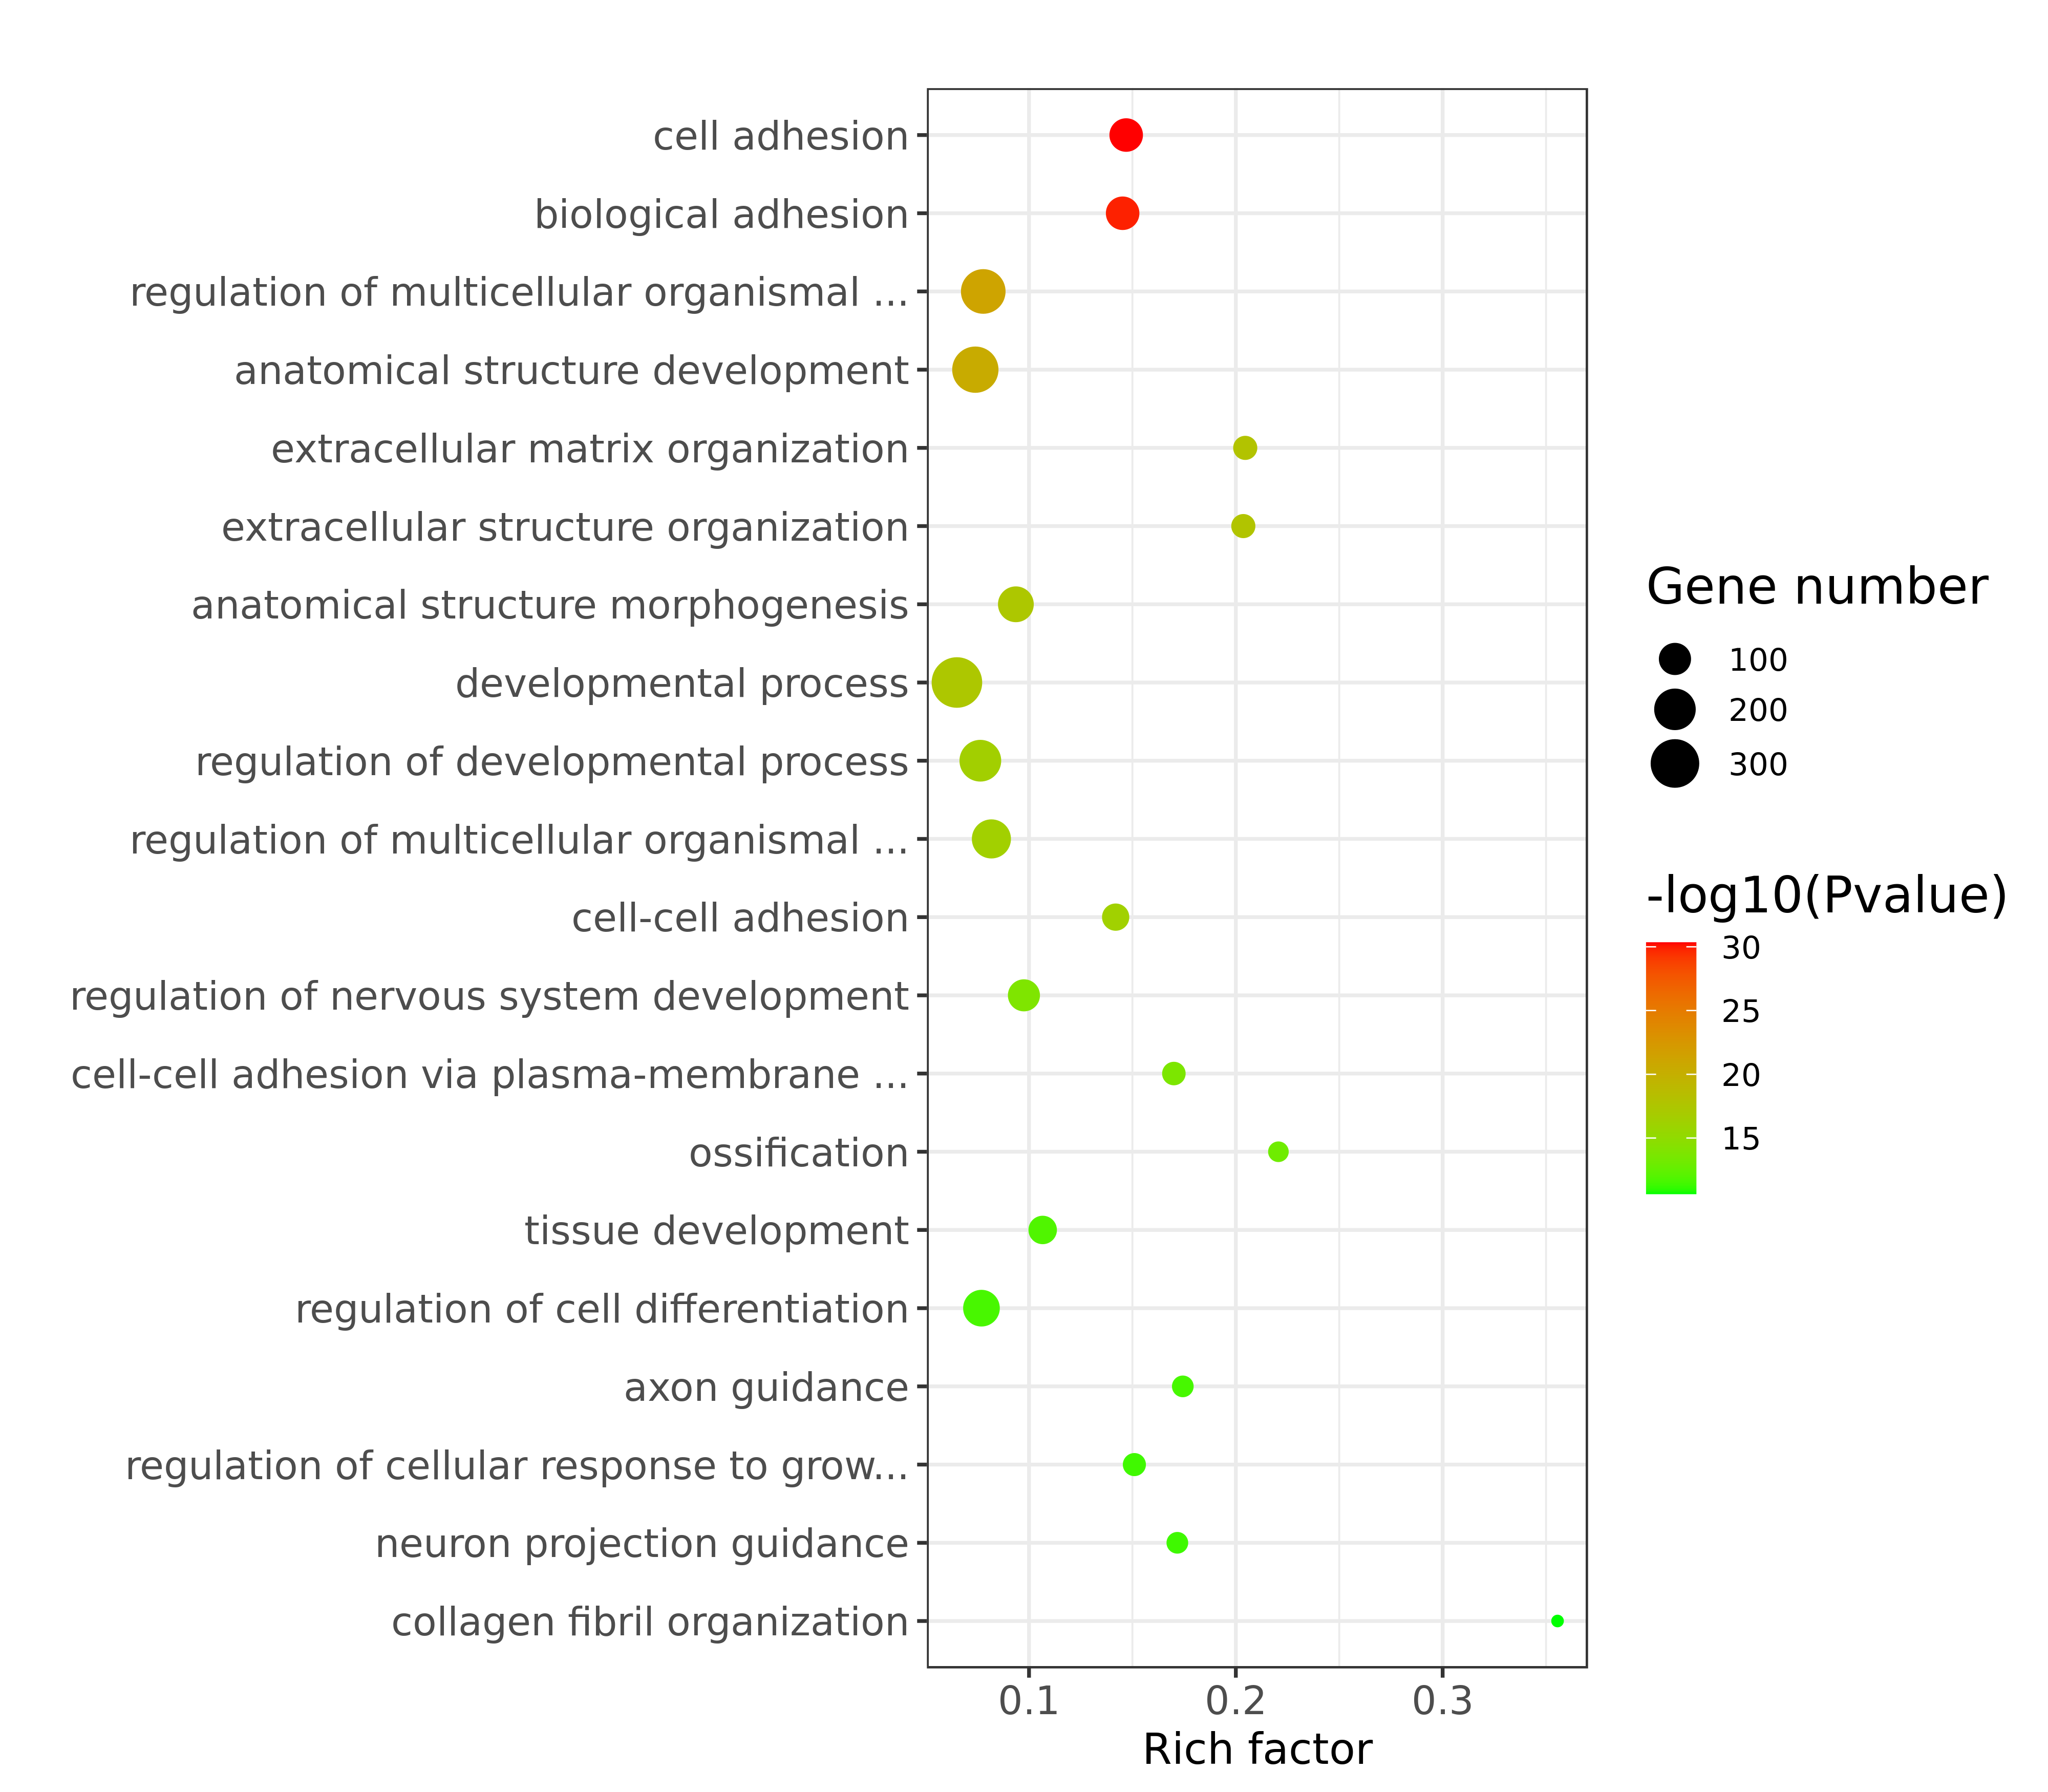 cell adhesion
biological adhesion
regulation of multicellular organismal ...
anatomical structure development
extracellular matrix organization
extracellular structure organization
anatomical structure morphogenesis
developmental process
regulation of developmental process
regulation of multicellular organismal ...
cell-cell adhesion
regulation of nervous system development
cell-cell adhesion via plasma-membrane ...
ossification
tissue development
regulation of cell differentiation
axon guidance
regulation of cellular response to grow...
neuron projection guidance
collagen fibril organization
0.1 0.2 0.3
Rich factor
Gene number
100
200
300
-log10(Pvalue)
30
25
20
15